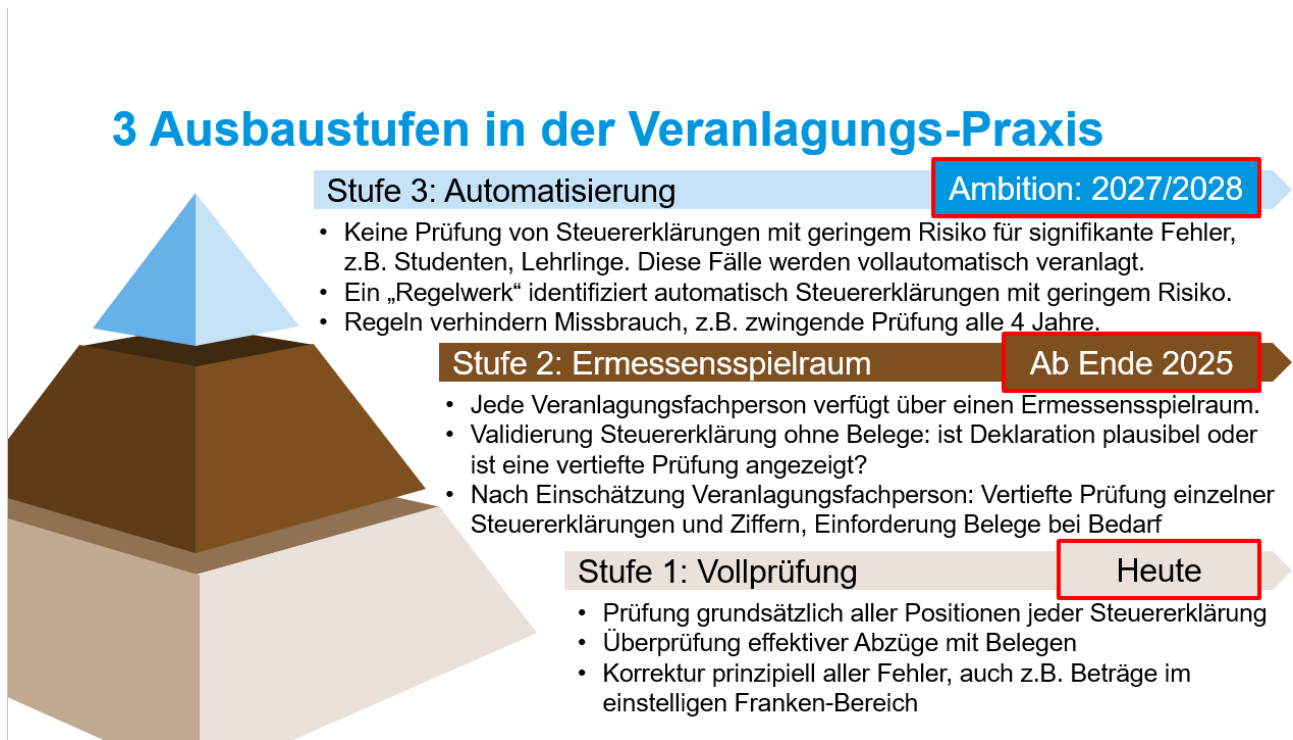 3 Ausbaustufen in der Veranlagungs-Praxis
Stufe 3: Automatisierung
Ambition: 2027/2028
• Keine Prüfung von Steuererklärungen mit geringem Risiko für signifikante Fehler,
z.B. Studenten, Lehrlinge. Diese Fälle werden vollautomatisch veranlagt.
• Ein „Regelwerk“ identifiziert automatisch Steuererklärungen mit geringem Risiko.
• Regeln verhindern Missbrauch, z.B. zwingende Prüfung alle 4 Jahre.
Stufe 2: Ermessensspielraum
Ab Ende 2025
• Jede Veranlagungsfachperson verfügt über einen Ermessensspielraum.
• Validierung Steuererklärung ohne Belege: ist Deklaration plausibel oder
ist eine vertiefte Prüfung angezeigt?
• Nach Einschätzung Veranlagungsfachperson: Vertiefte Prüfung einzelner
Steuererklärungen und Ziffern, Einforderung Belege bei Bedarf
Stufe 1: Vollprüfung
Heute
• Prüfung grundsätzlich aller Positionen jeder Steuererklärung
• Überprüfung effektiver Abzüge mit Belegen
• Korrektur prinzipiell aller Fehler, auch z.B. Beträge im
einstelligen Franken-Bereich